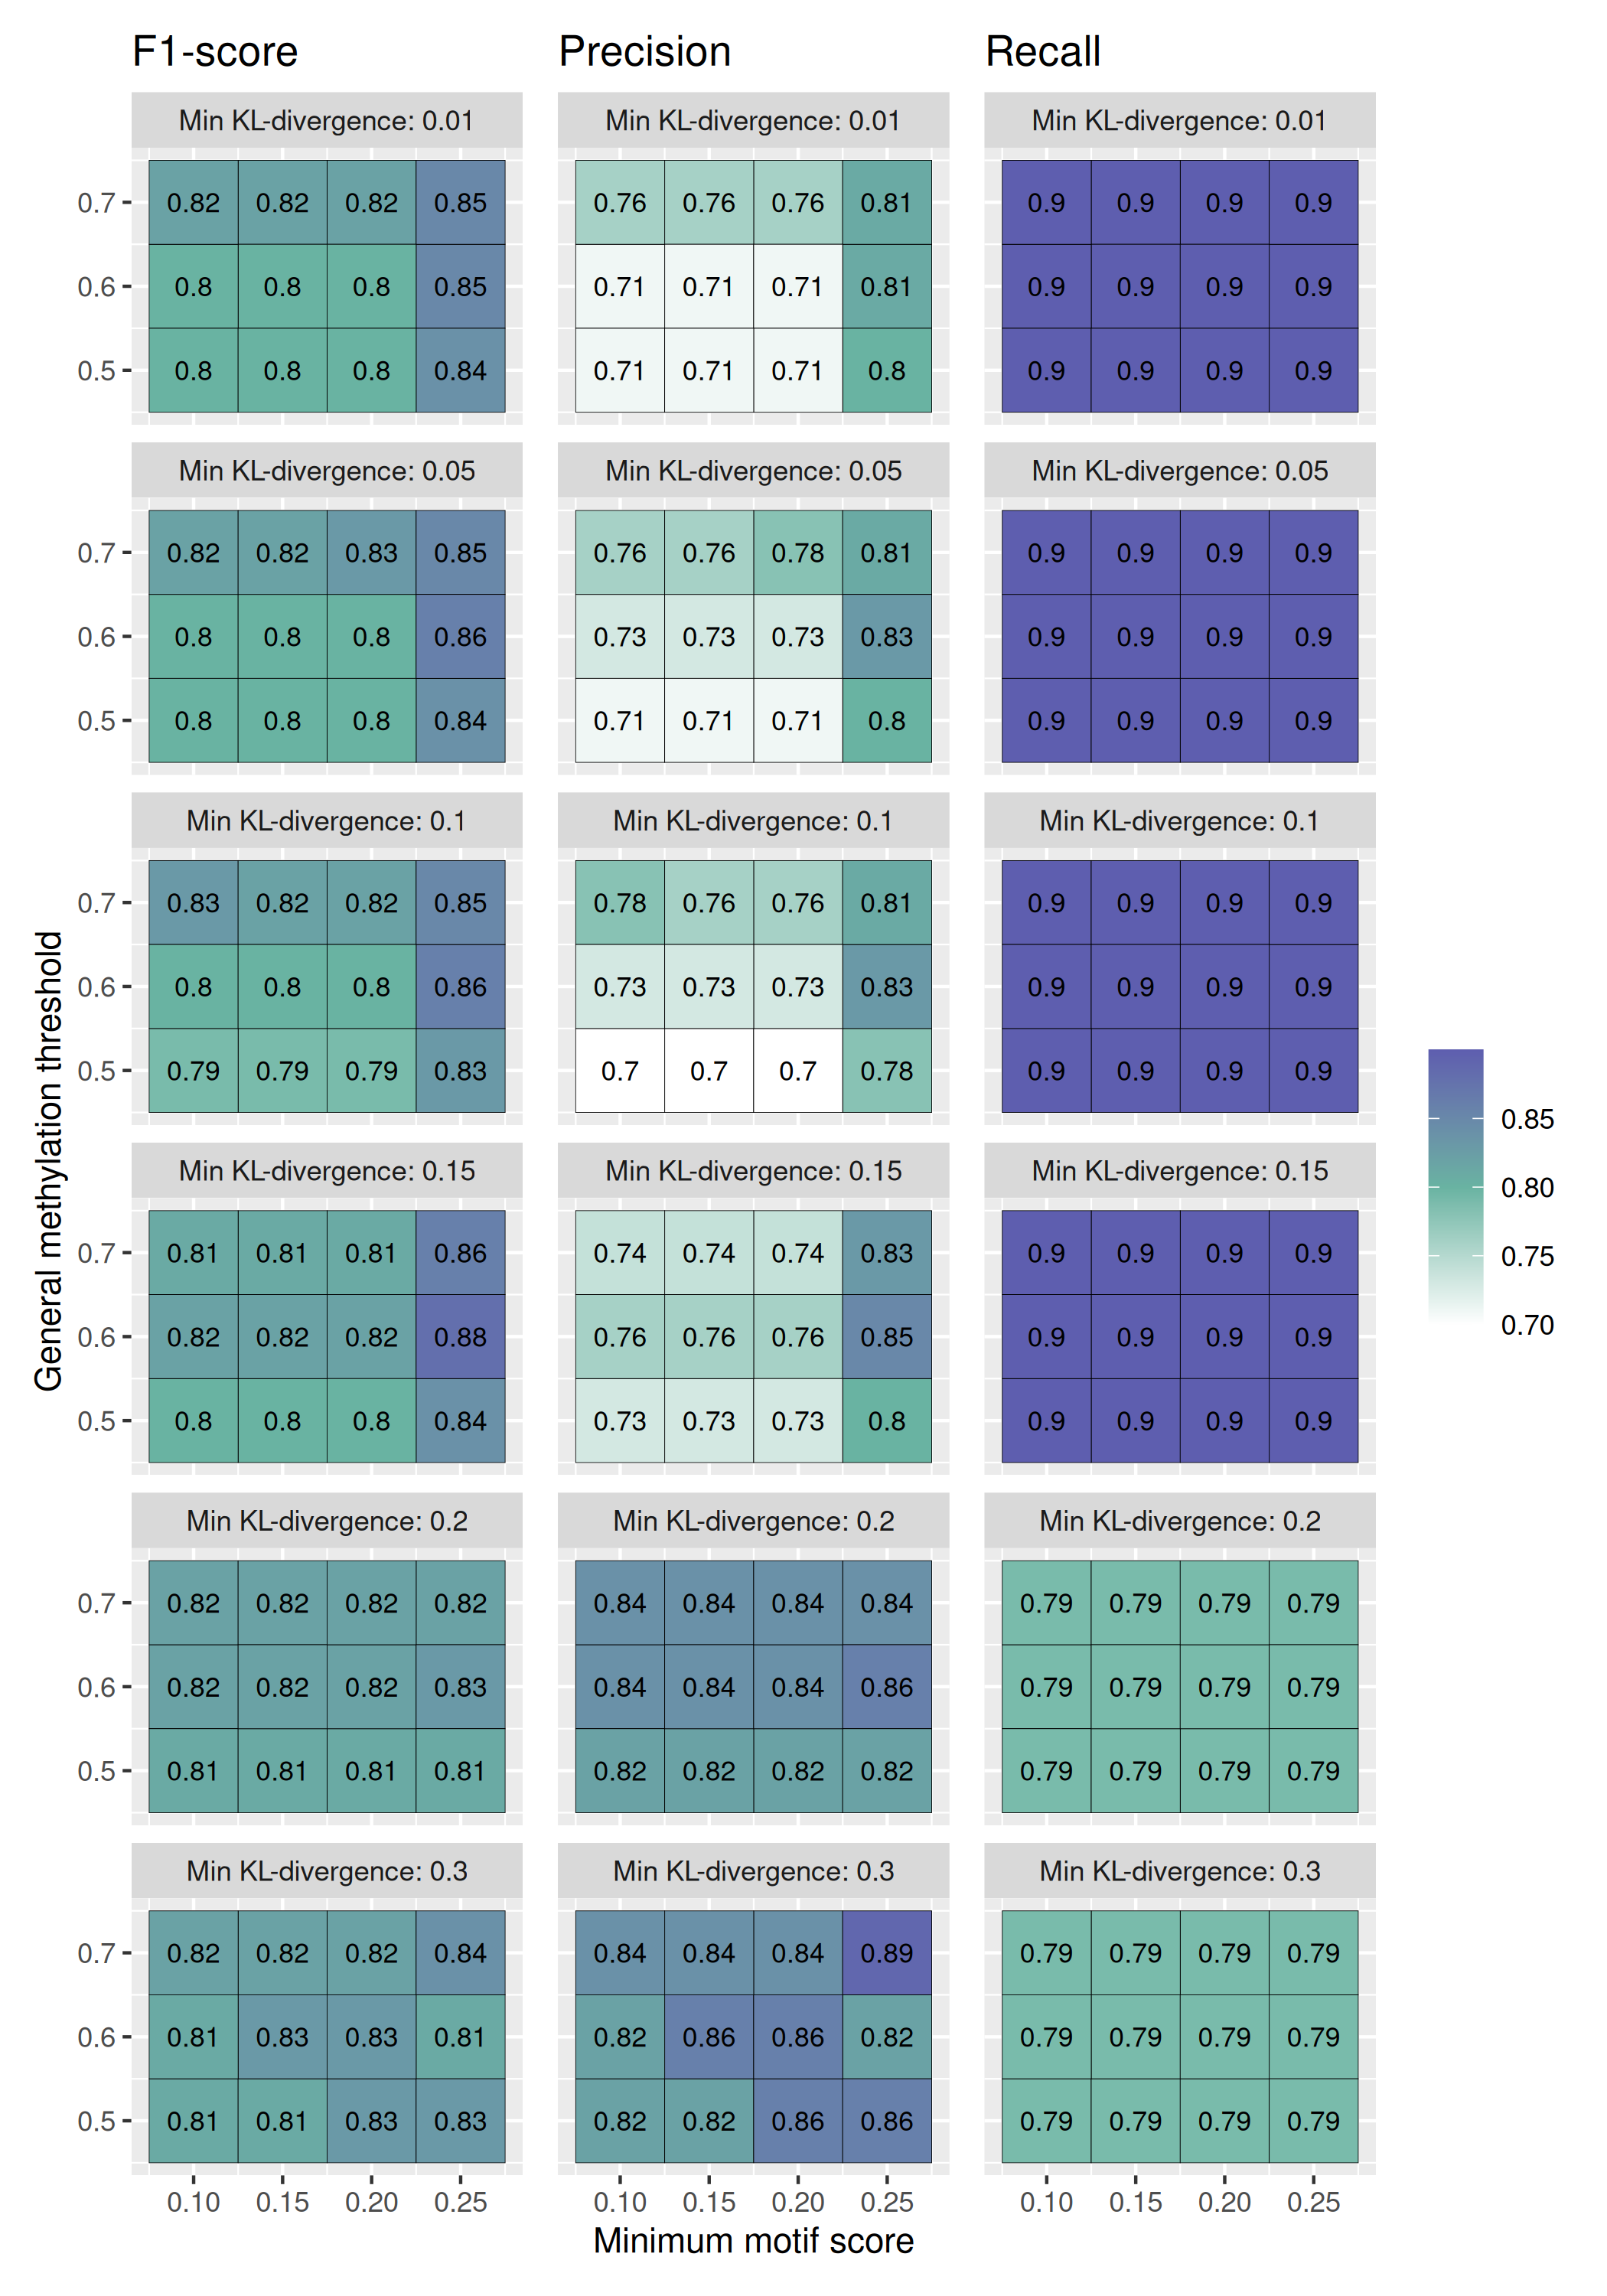 F1-score Precision Recall
Min KL-divergence: 0.01 Min KL-divergence: 0.01 Min KL-divergence: 0.01
0.7 0.82 0.82 0.82 0.85 0.76 0.76 0.76 0.81 0.9 0.9 0.9 0.9
0.6 0.8 0.8 0.8 0.85 0.71 0.71 0.71 0.81 0.9 0.9 0.9 0.9
0.5 0.8 0.8 0.8 0.84 0.71 0.71 0.71 0.8 0.9 0.9 0.9 0.9
Min KL-divergence: 0.05 Min KL-divergence: 0.05 Min KL-divergence: 0.05
0.7 0.82 0.82 0.83 0.85 0.76 0.76 0.78 0.81 0.9 0.9 0.9 0.9
0.6 0.8 0.8 0.8 0.86 0.73 0.73 0.73 0.83 0.9 0.9 0.9 0.9
0.5 0.8 0.8 0.8 0.84 0.71 0.71 0.71 0.8 0.9 0.9 0.9 0.9
Min KL-divergence: 0.1 Min KL-divergence: 0.1 Min KL-divergence: 0.1
0.7 0.83 0.82 0.82 0.85 0.78 0.76 0.76 0.81 0.9 0.9 0.9 0.9
0.6 0.8 0.8 0.8 0.86 0.73 0.73 0.73 0.83 0.9 0.9 0.9 0.9
0.5 0.79 0.79 0.79 0.83 0.7 0.7 0.7 0.78 0.9 0.9 0.9 0.9
Min KL-divergence: 0.15 Min KL-divergence: 0.15 Min KL-divergence: 0.15
0.7 0.81 0.81 0.81 0.86 0.74 0.74 0.74 0.83 0.9 0.9 0.9 0.9
0.6 0.82 0.82 0.82 0.88 0.76 0.76 0.76 0.85 0.9 0.9 0.9 0.9
0.5 0.8 0.8 0.8 0.84 0.73 0.73 0.73 0.8 0.9 0.9 0.9 0.9
Min KL-divergence: 0.2 Min KL-divergence: 0.2 Min KL-divergence: 0.2
0.7 0.82 0.82 0.82 0.82 0.84 0.84 0.84 0.84 0.79 0.79 0.79 0.79
0.6 0.82 0.82 0.82 0.83 0.84 0.84 0.84 0.86 0.79 0.79 0.79 0.79
0.5 0.81 0.81 0.81 0.81 0.82 0.82 0.82 0.82 0.79 0.79 0.79 0.79
Min KL-divergence: 0.3 Min KL-divergence: 0.3 Min KL-divergence: 0.3
0.7 0.82 0.82 0.82 0.84 0.84 0.84 0.84 0.89 0.79 0.79 0.79 0.79
0.6 0.81 0.83 0.83 0.81 0.82 0.86 0.86 0.82 0.79 0.79 0.79 0.79
0.5 0.81 0.81 0.83 0.83 0.82 0.82 0.86 0.86 0.79 0.79 0.79 0.79
0.10 0.15 0.20 0.25 0.10 0.15 0.20 0.25 0.10 0.15 0.20 0.25
Minimum motif score
General methylation threshold
0.85
0.80
0.75
0.70